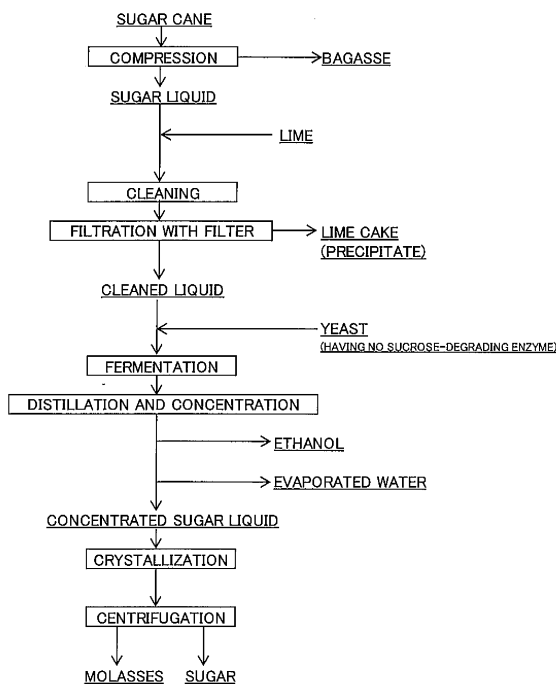 SUGAR CANE
COMPRESSION
BAGASSE
SUGAR LIQUID
LIME
CLEANING
FILTRATION WITH FILTER
LIME CAKE
(PRECIPITATE)
CLEANED LIQUID
YEAST
(HAVING NO SUCROSE-DEGRADING ENZYME)
FERMENTATION
DISTILLATION AND CONCENTRATION
ETHANOL
EVAPORATED WATER
CONCENTRATED SUGAR LIQUID
CRYSTALLIZATION
CENTRIFUGATION
MOLASSES SUGAR